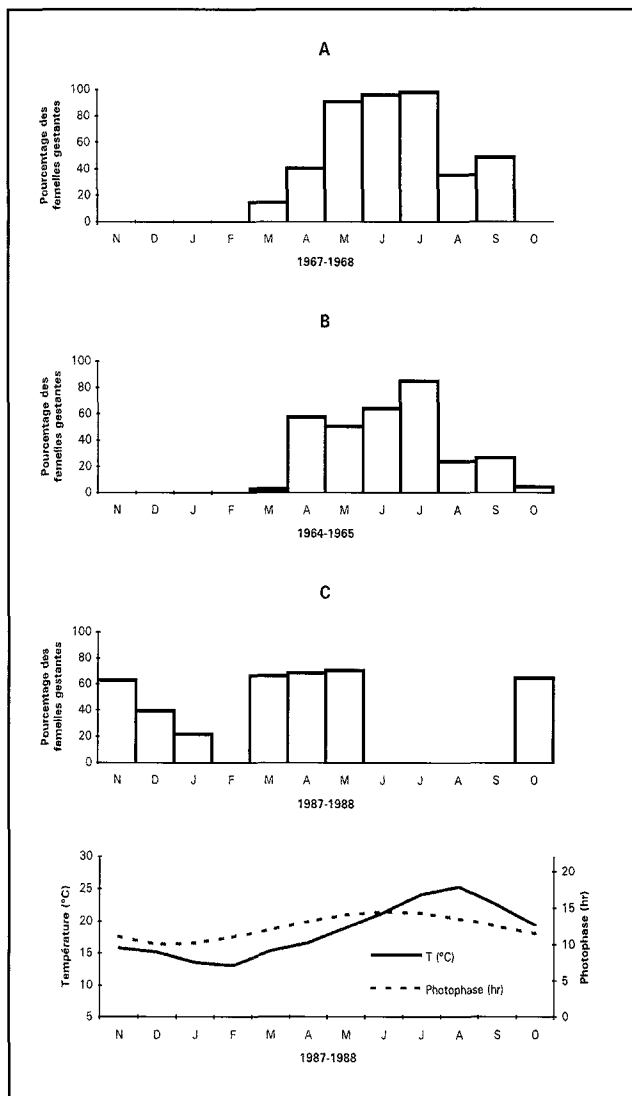 A
Pourcentage des
femelles gestantes
100
80
60
40
20
0
N D J F M A M J J A S O
1967-1968
B
Pourcentage des
femelles gestantes
100
80
60
40
20
0
N D J F M A M J J A S O
1964-1965
C
Pourcentage des
femelles gestantes
100
80
60
40
20
0
N D J F M A M J J A S O
1987-1988
Température (°C)
30
25
20
15
10
5
T (°C)
Photophase (hr)
20
15
10
5
0
Photophase (hr)
N D J F M A M J J A S O
1987-1988